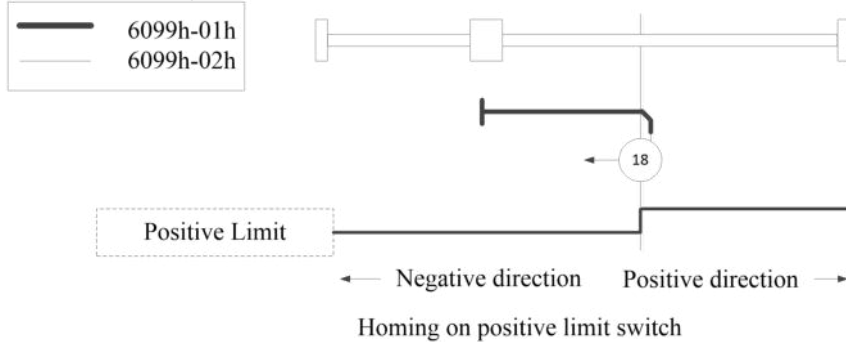 6099h-01h
6099h-02h
18
Positive Limit
Negative direction Positive direction
Homing on positive limit switch